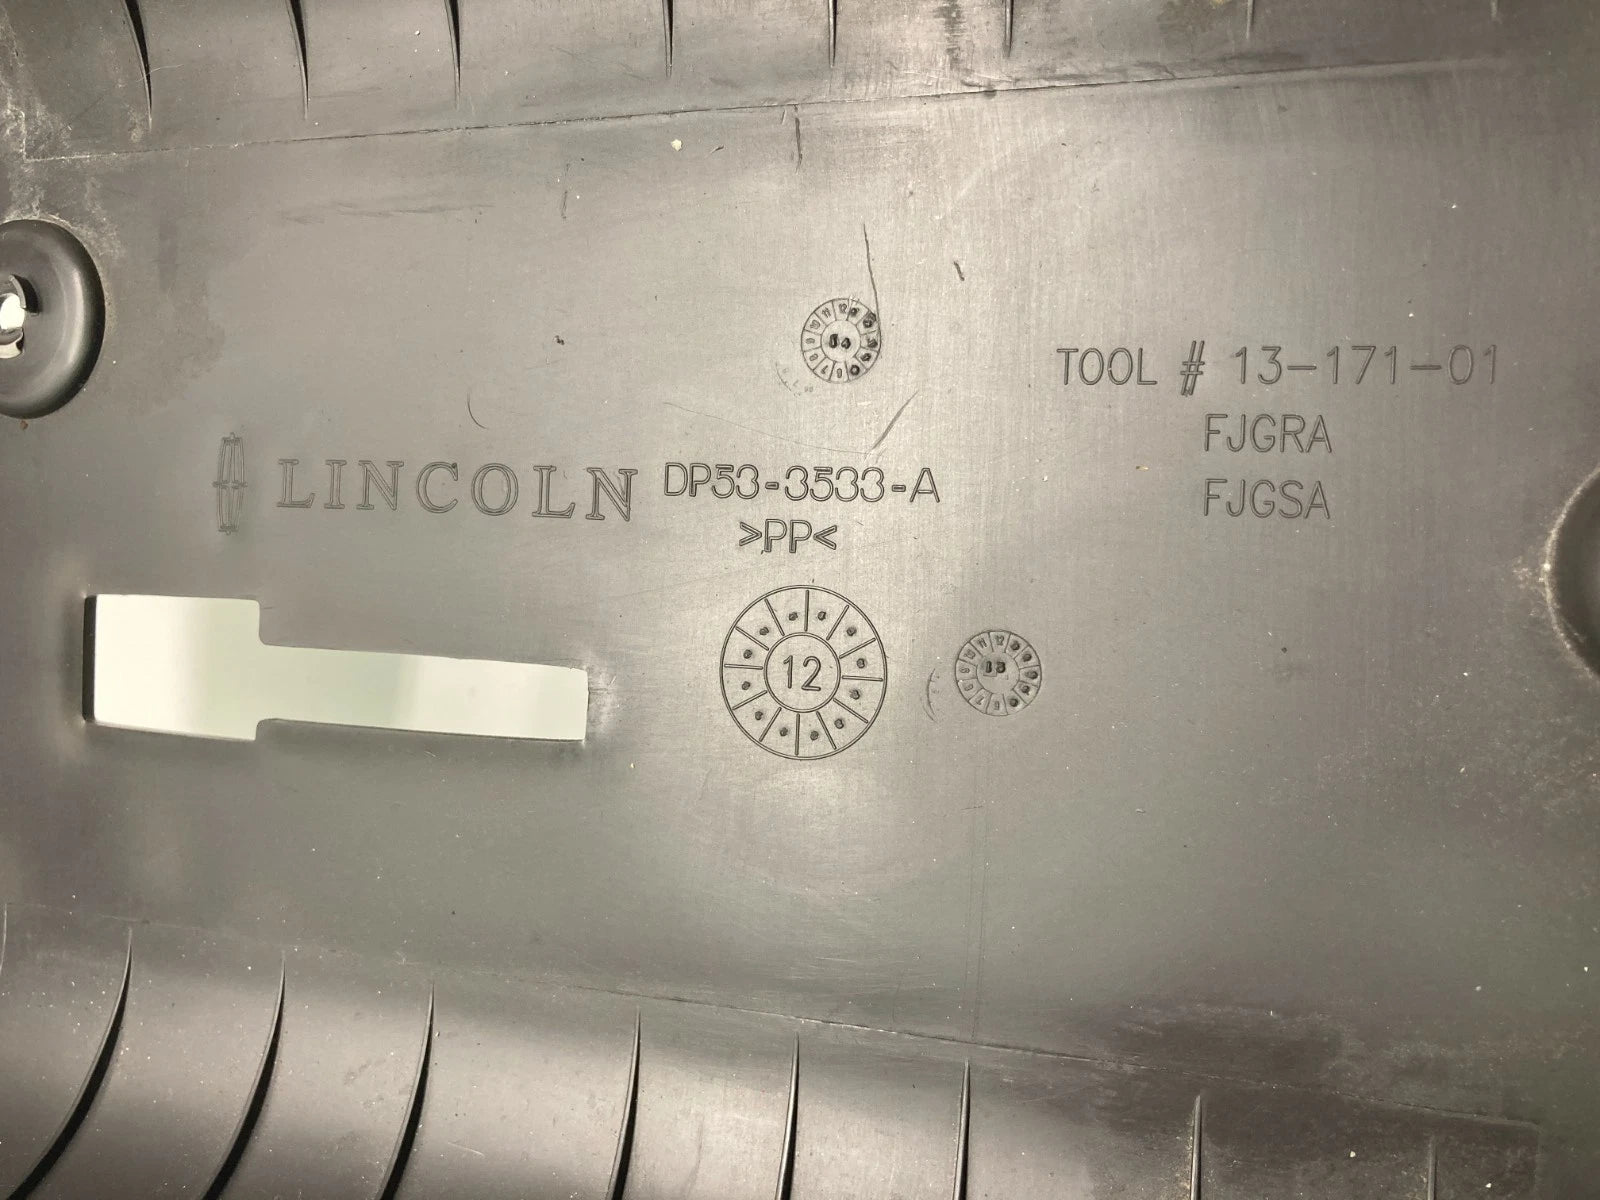 TOOL # 13-171-01
FJGRA
FJGSA
LINCOLN DP53-3533-A
>PP<
12